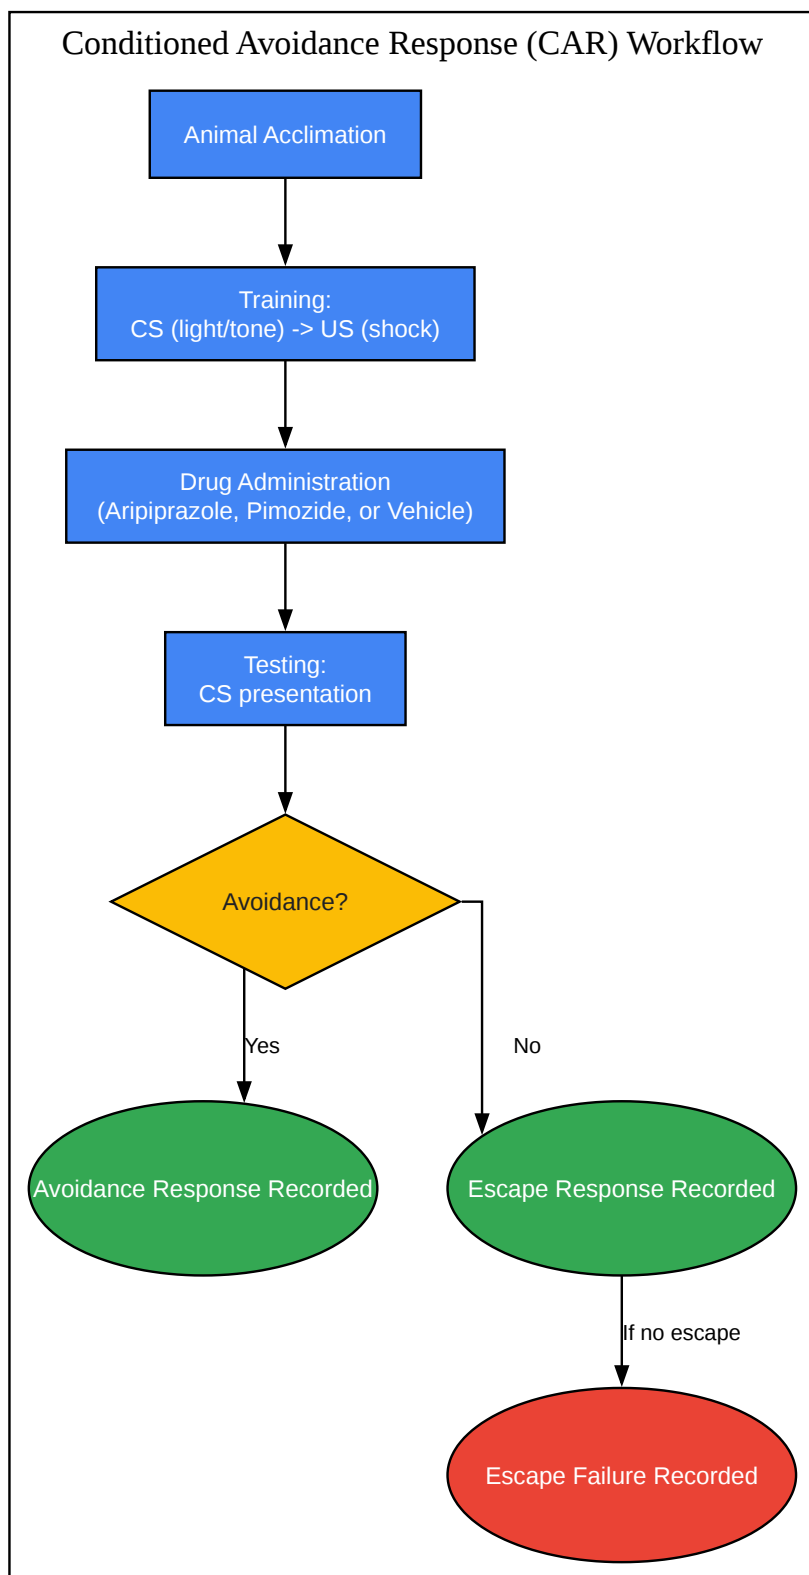 Conditioned Avoidance Response (CAR) Workflow
Animal Acclimation
Training:
CS (light/tone) -> US (shock)
Drug Administration
(Aripiprazole, Pimozide, or Vehicle)
Testing:
CS presentation
Avoidance?
Yes
No
Avoidance Response Recorded
Escape Response Recorded
If no escape
Escape Failure Recorded